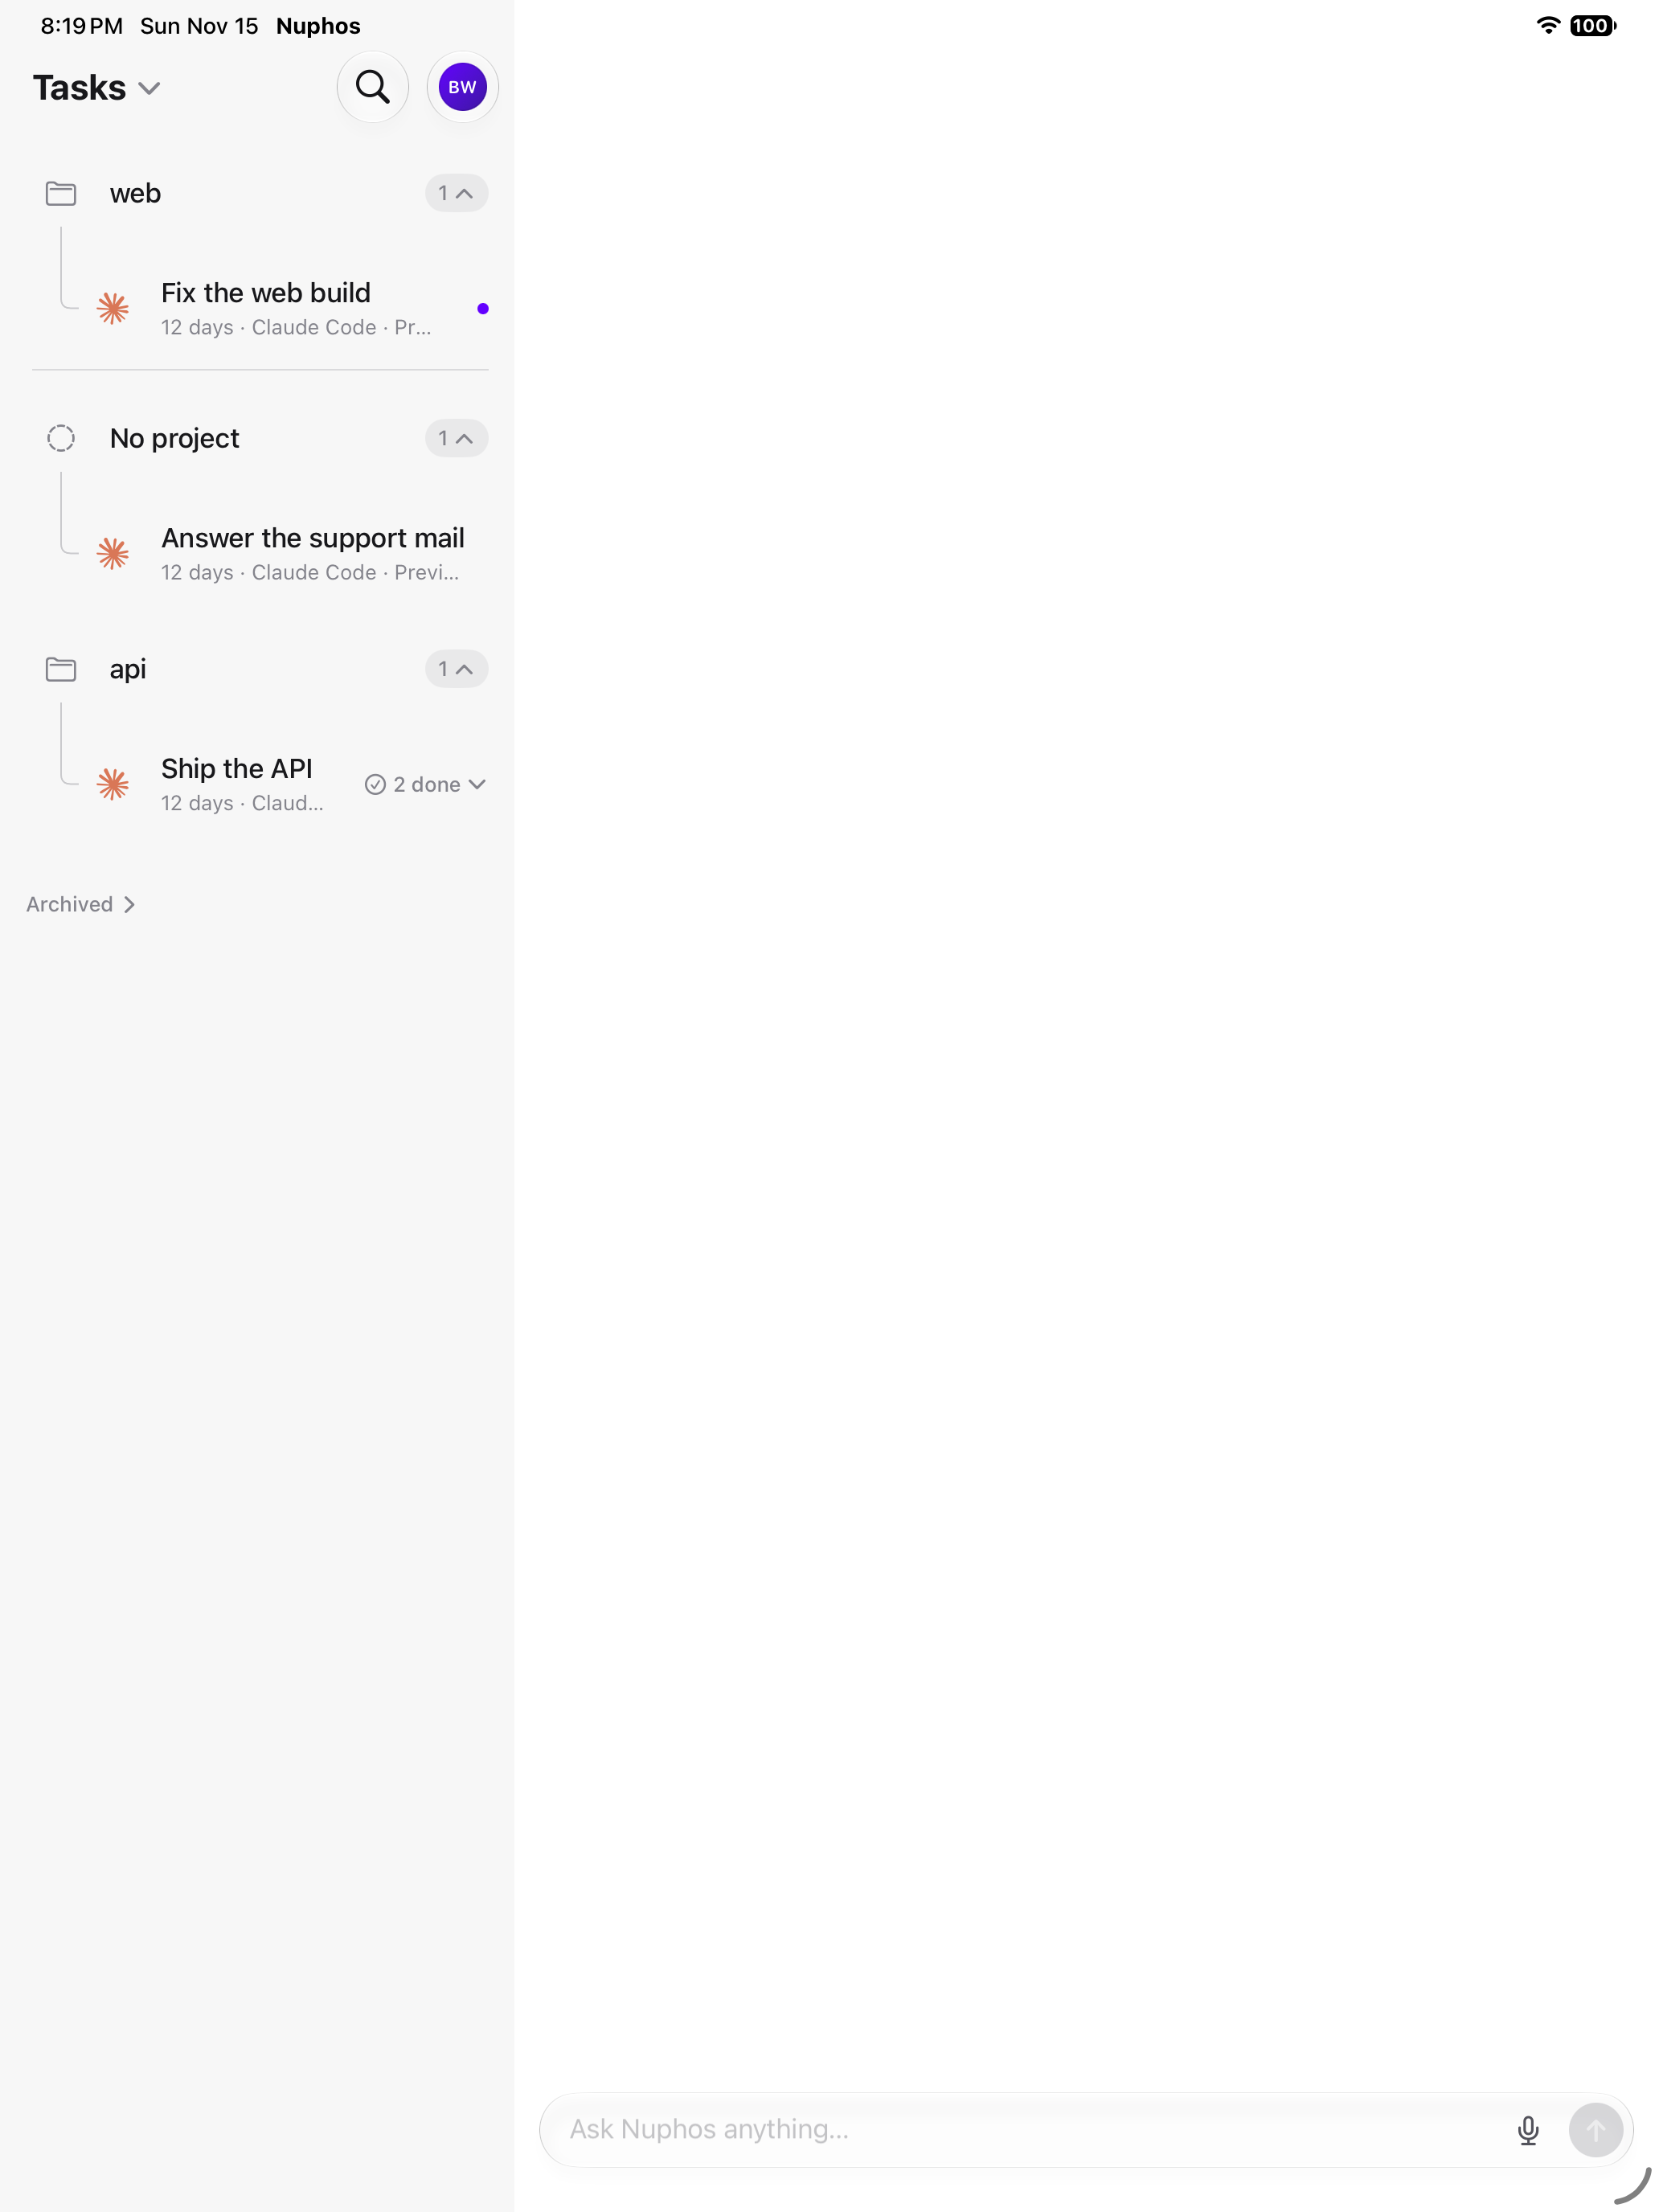 8:19 PM Sun Nov 15 Nuphos
100
Tasks
BW
web
1
Fix the web build
12 days · Claude Code · Pr...
No project
1
Answer the support mail
12 days · Claude Code · Previ...
api
1
Ship the API
2 done
12 days · Claud...
Archived
Ask Nuphos anything...